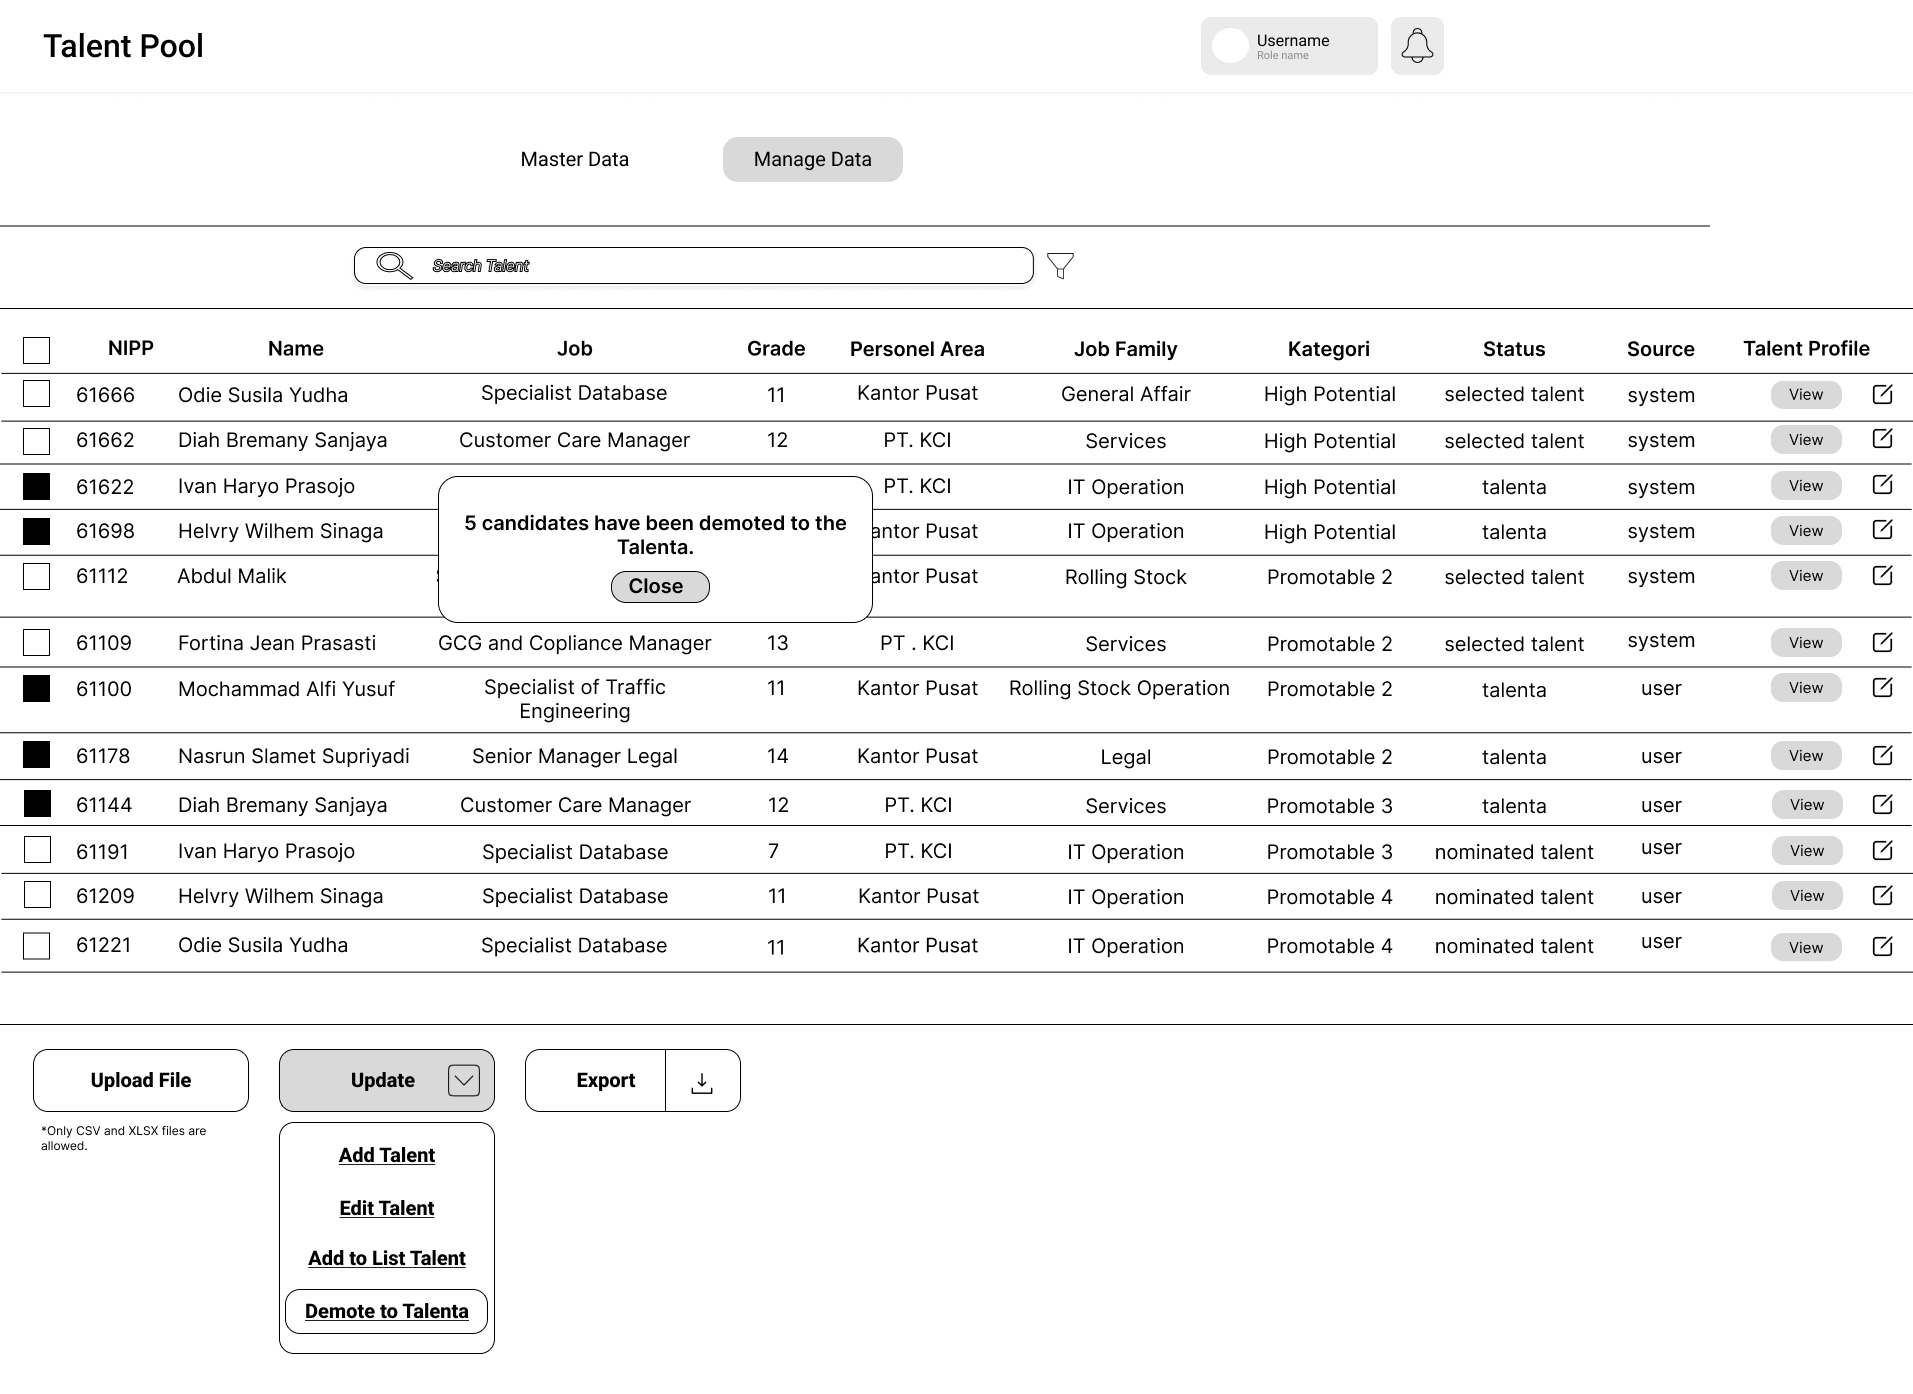 Talent Pool
Username
Role name
Master Data
Manage Data
Search Talent
NIPP Name Job Grade Personel Area Job Family Kategori Status Source Talent Profile
61666 Odie Susila Yudha Specialist Database 11 Kantor Pusat General Affair High Potential selected talent system View
61662 Diah Bremany Sanjaya Customer Care Manager 12 PT. KCI Services High Potential selected talent system View
61622 Ivan Haryo Prasojo PT. KCI IT Operation High Potential talenta system View
61698 Helvry Wilhem Sinaga antor Pusat IT Operation High Potential talenta system View
61112 Abdul Malik antor Pusat Rolling Stock Promotable 2 selected talent system View
5 candidates have been demoted to the
Talenta.
Close
61109 Fortina Jean Prasasti GCG and Copliance Manager 13 PT . KCI Services Promotable 2 selected talent system View
61100 Mochammad Alfi Yusuf Specialist of Traffic 11 Kantor Pusat Rolling Stock Operation Promotable 2 talenta user View
Engineering
61178 Nasrun Slamet Supriyadi Senior Manager Legal 14 Kantor Pusat Legal Promotable 2 talenta user View
61144 Diah Bremany Sanjaya Customer Care Manager 12 PT. KCI Services Promotable 3 talenta user View
61191 Ivan Haryo Prasojo Specialist Database 7 PT. KCI IT Operation Promotable 3 nominated talent user View
61209 Helvry Wilhem Sinaga Specialist Database 11 Kantor Pusat IT Operation Promotable 4 nominated talent user View
61221 Odie Susila Yudha Specialist Database 11 Kantor Pusat IT Operation Promotable 4 nominated talent user View
Upload File
Update
Export
*Only CSV and XLSX files are
allowed.
Add Talent
Edit Talent
Add to List Talent
Demote to Talenta